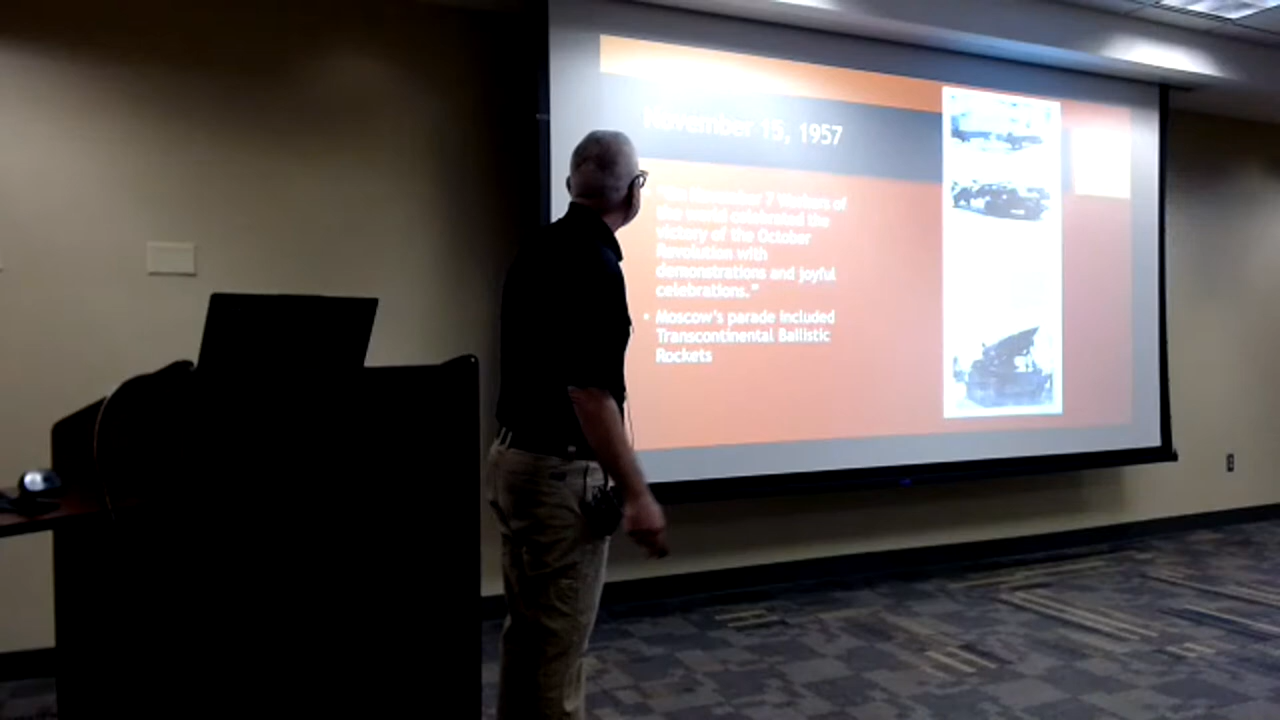 November 15, 1957
"On November 7 Workers of
the world celebrated the
victory of the October
Revolution with
demonstrations and joyful
celebrations."
• Moscow's parade included
Transcontinental Ballistic
Rockets